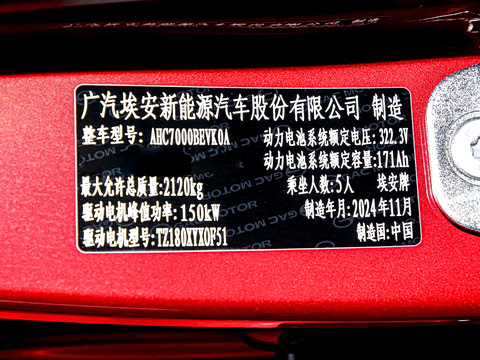 广汽埃安新能源汽车股份有限公司 制造
整车型号: AHC7000BEVK0A 动力电池系统额定电压: 322.3V
动力电池系统额定容量:171Ah
最大允许总质量:2120kg 乘坐人数:5人 埃安牌
驱动电机峰值功率:150kW 制造年月:2024年11月
驱动电机型号:TZ180XYX0F51 制造国:中国